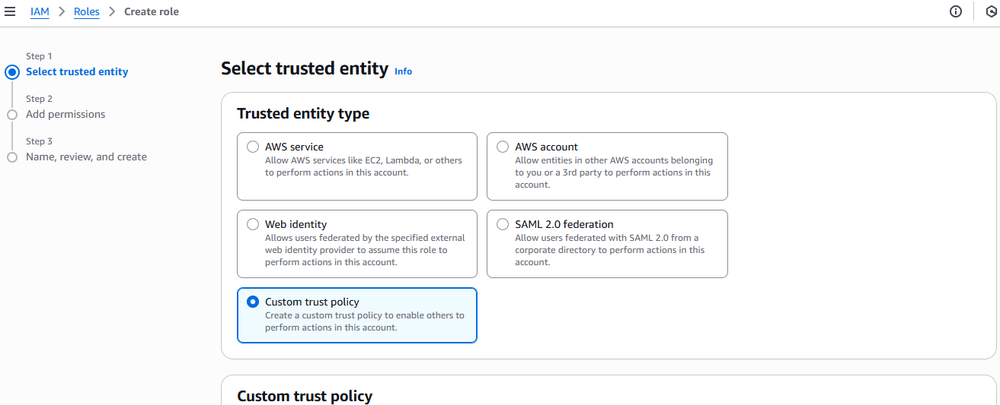 IAM > Roles > Create role
Step 1
Select trusted entity
Step 2
Add permissions
Step 3
Name, review, and create
Select trusted entity Info
Trusted entity type
AWS service
Allow AWS services like EC2, Lambda, or others
to perform actions in this account.
AWS account
Allow entities in other AWS accounts belonging
to you or a 3rd party to perform actions in this
account.
Web identity
Allows users federated by the specified external
web identity provider to assume this role to
perform actions in this account.
SAML 2.0 federation
Allow users federated with SAML 2.0 from a
corporate directory to perform actions in this
account.
Custom trust policy
Create a custom trust policy to enable others to
perform actions in this account.
Custom trust policy